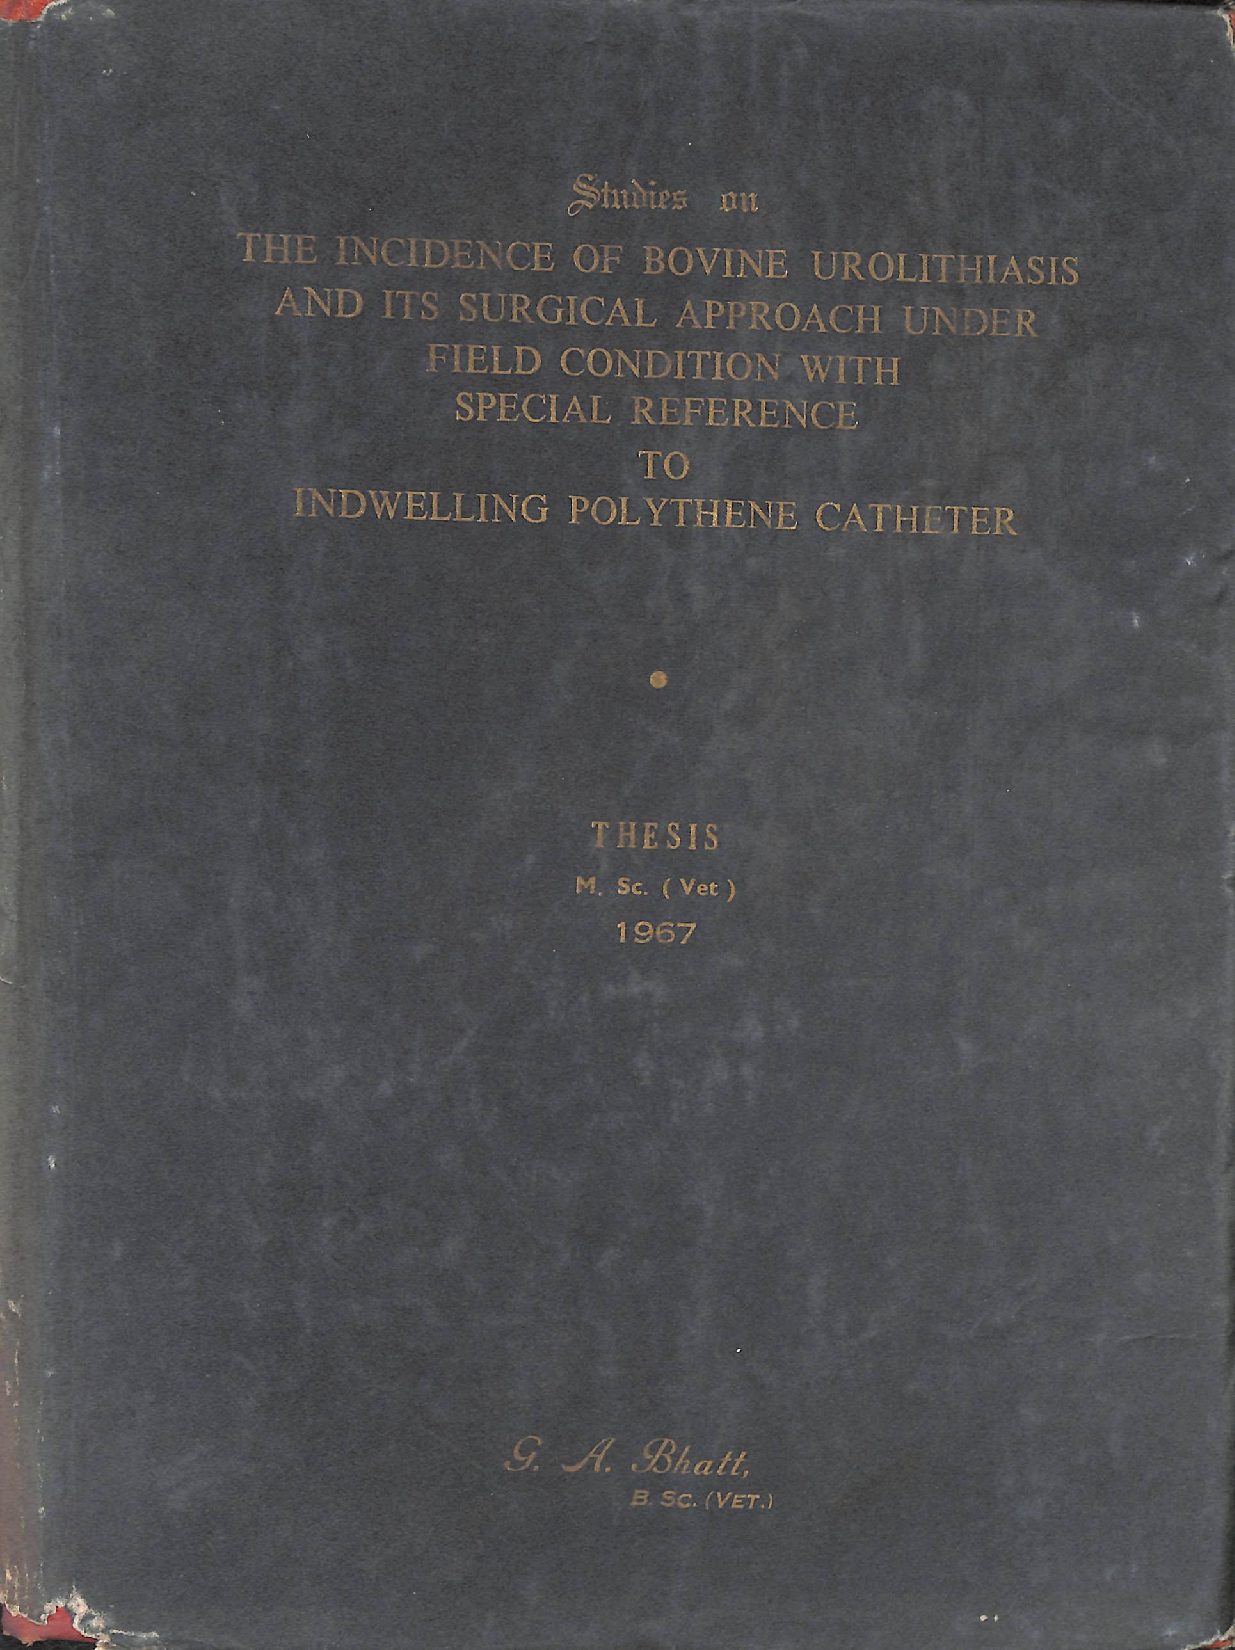 Studies on
THE INCIDENCE OF BOVINE UROLITHIASIS
AND ITS SURGICAL APPROACH UNDER
FIELD CONDITION WITH
SPECIAL REFERENCE
TO
INDWELLING POLYTHENE CATHETER
THESIS
M. Sc. ( Vet )
1967
G. A. Bhatt,
B. SC. (VET.)